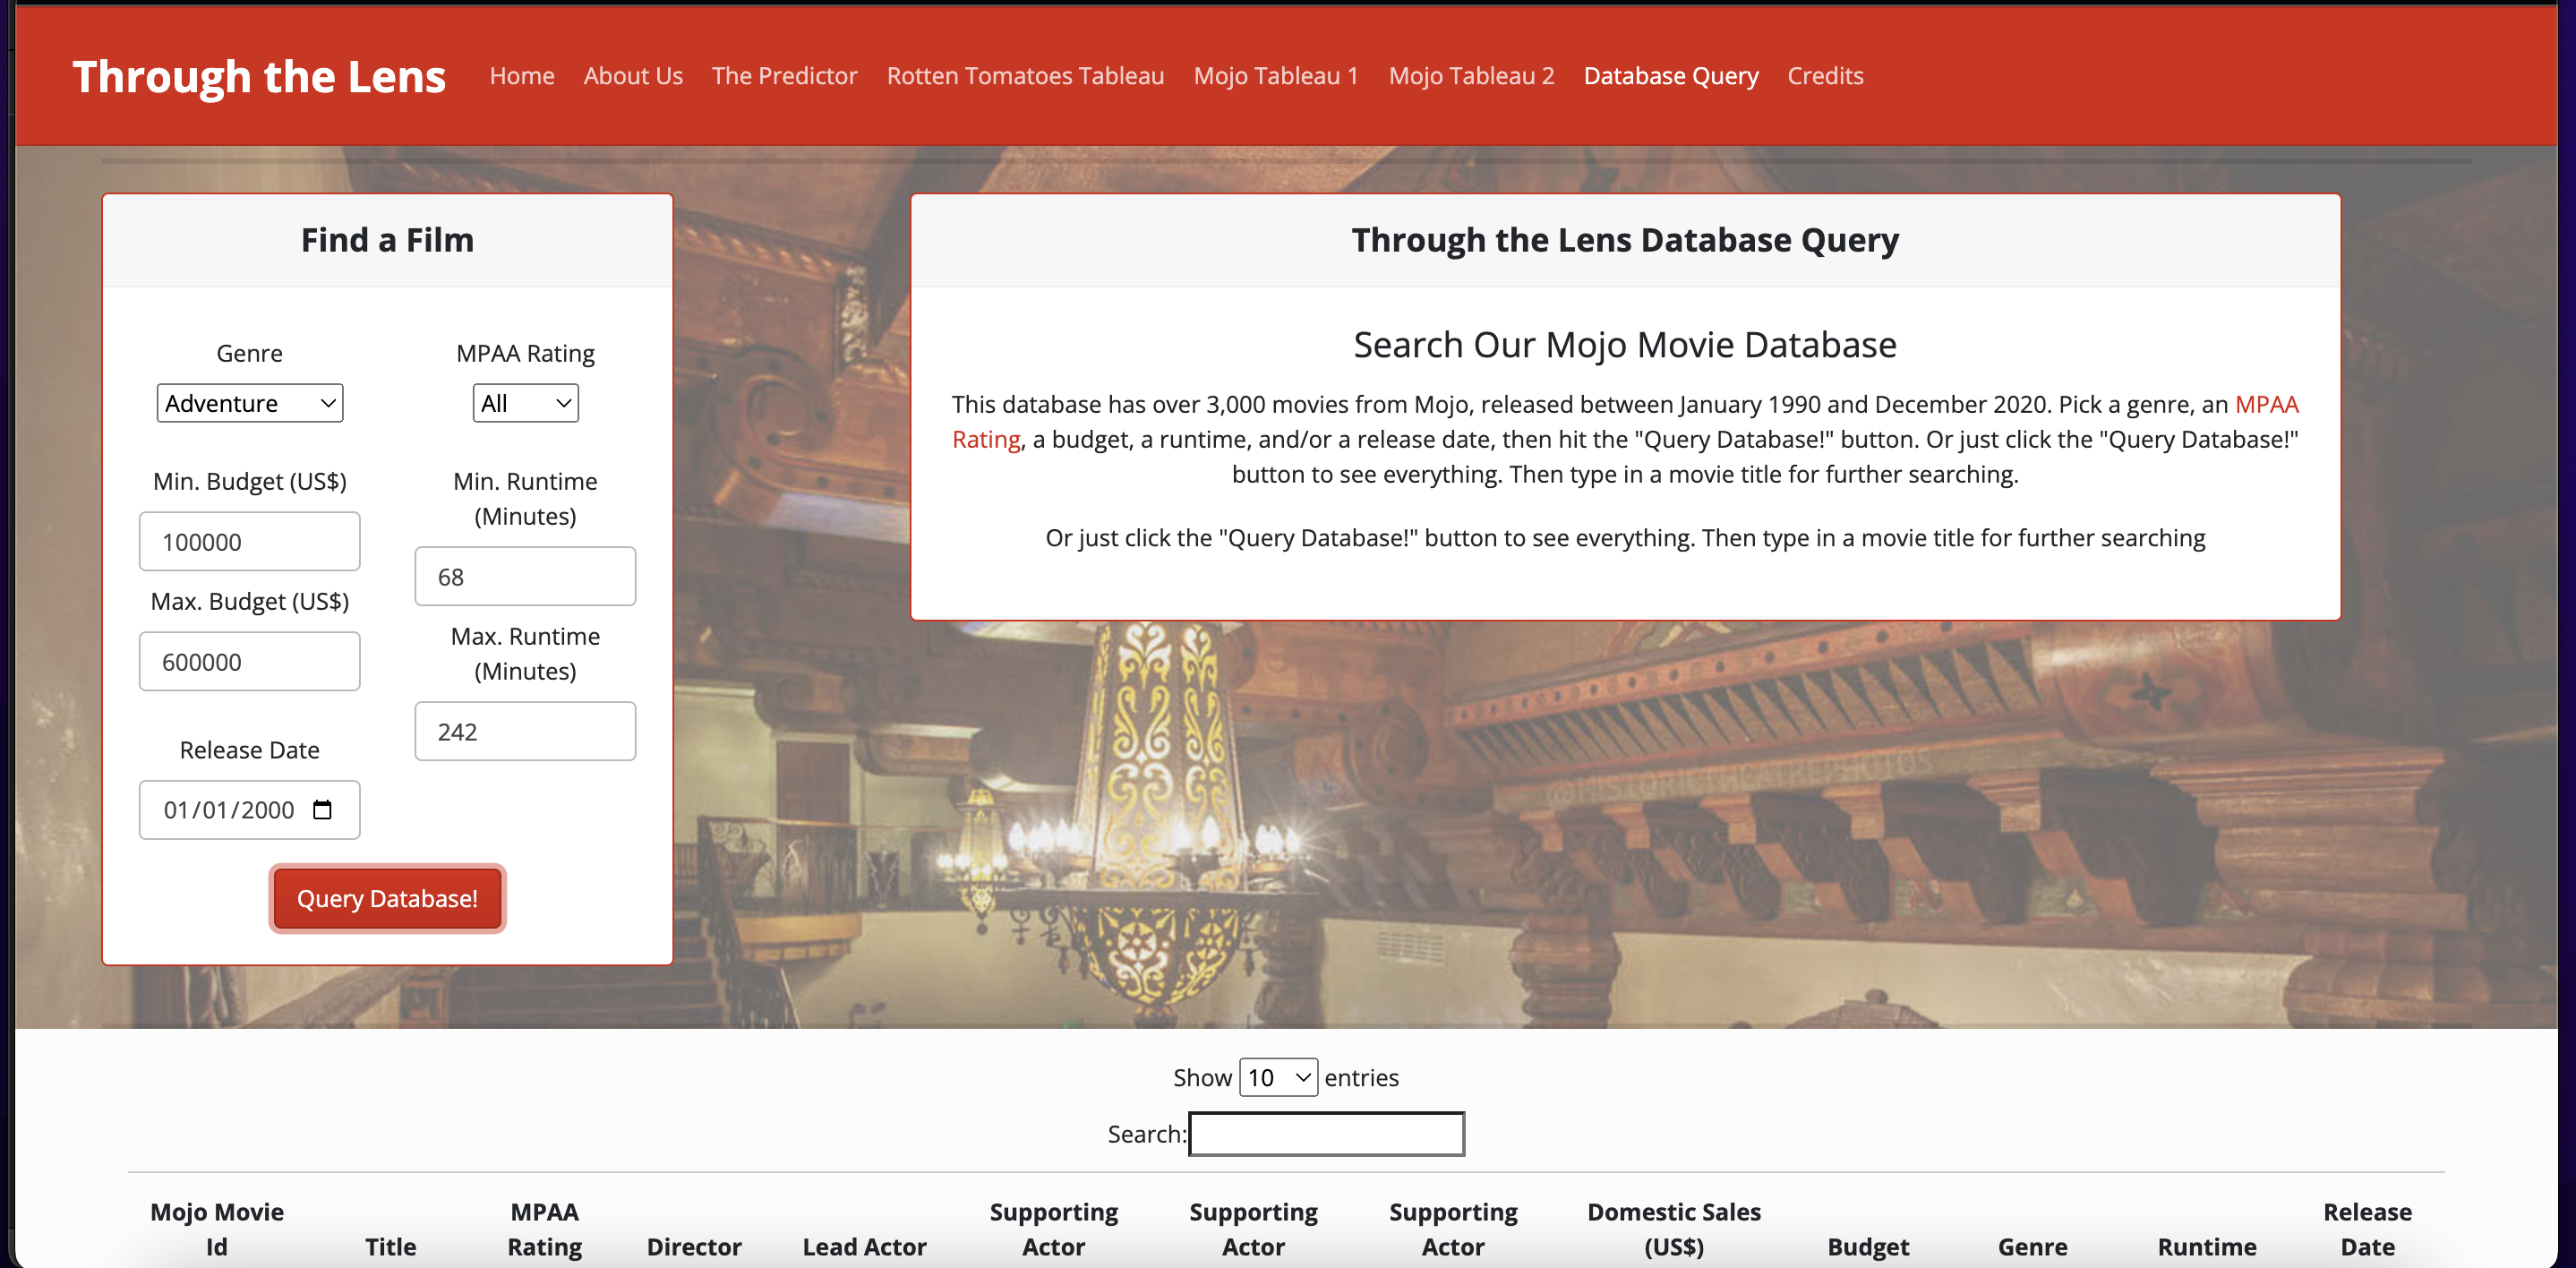 Through the Lens Home About Us The Predictor Rotten Tomatoes Tableau Mojo Tableau 1 Mojo Tableau 2 Database Query Credits
Find a Film
Genre MPAA Rating
Adventure All
Min. Budget (US$)
100000
Max. Budget (US$)
600000
Release Date
01/01/2000
Min. Runtime
(Minutes)
68
Max. Runtime
(Minutes)
242
Query Database!
Through the Lens Database Query
Search Our Mojo Movie Database
This database has over 3,000 movies from Mojo, released between January 1990 and December 2020. Pick a genre, an MPAA
Rating, a budget, a runtime, and/or a release date, then hit the "Query Database!" button. Or just click the "Query Database!"
button to see everything. Then type in a movie title for further searching.
Or just click the "Query Database!" button to see everything. Then type in a movie title for further searching
@HISTORICTHEATREPHOTOS
Show 10 entries
Search:
Mojo Movie Id
Title
MPAA Rating
Director
Lead Actor
Supporting Actor
Supporting Actor
Supporting Actor
Domestic Sales (US$)
Budget
Genre
Runtime
Release Date